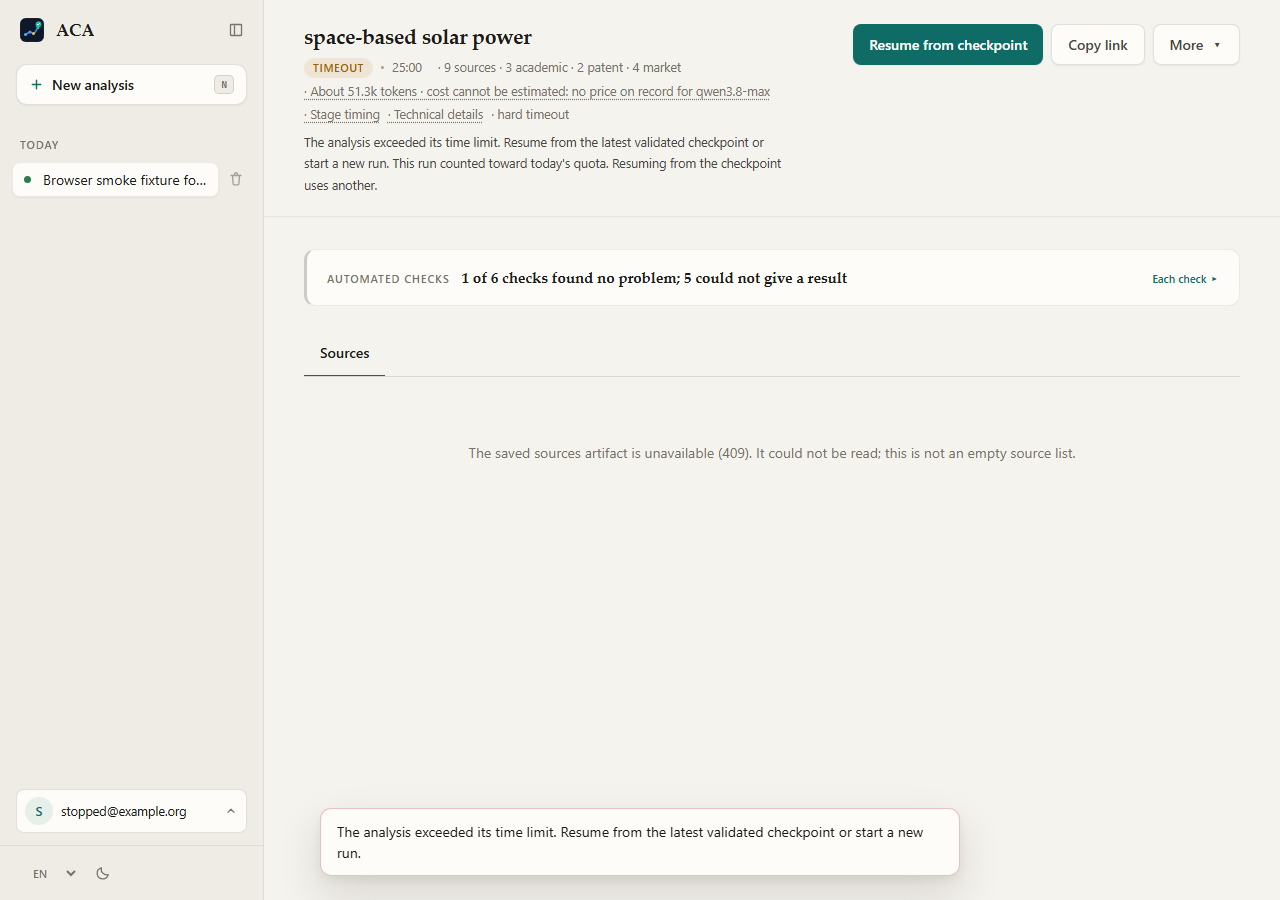 ACA
+ New analysis N
TODAY
Browser smoke fixture fo...
S stopped@example.org
EN
space-based solar power
Resume from checkpoint
Copy link
More
TIMEOUT • 25:00 · 9 sources · 3 academic · 2 patent · 4 market
· About 51.3k tokens · cost cannot be estimated: no price on record for qwen3.8-max
· Stage timing · Technical details · hard timeout
The analysis exceeded its time limit. Resume from the latest validated checkpoint or
start a new run. This run counted toward today's quota. Resuming from the checkpoint
uses another.
AUTOMATED CHECKS 1 of 6 checks found no problem; 5 could not give a result Each check
Sources
The saved sources artifact is unavailable (409). It could not be read; this is not an empty source list.
The analysis exceeded its time limit. Resume from the latest validated checkpoint or start a new
run.